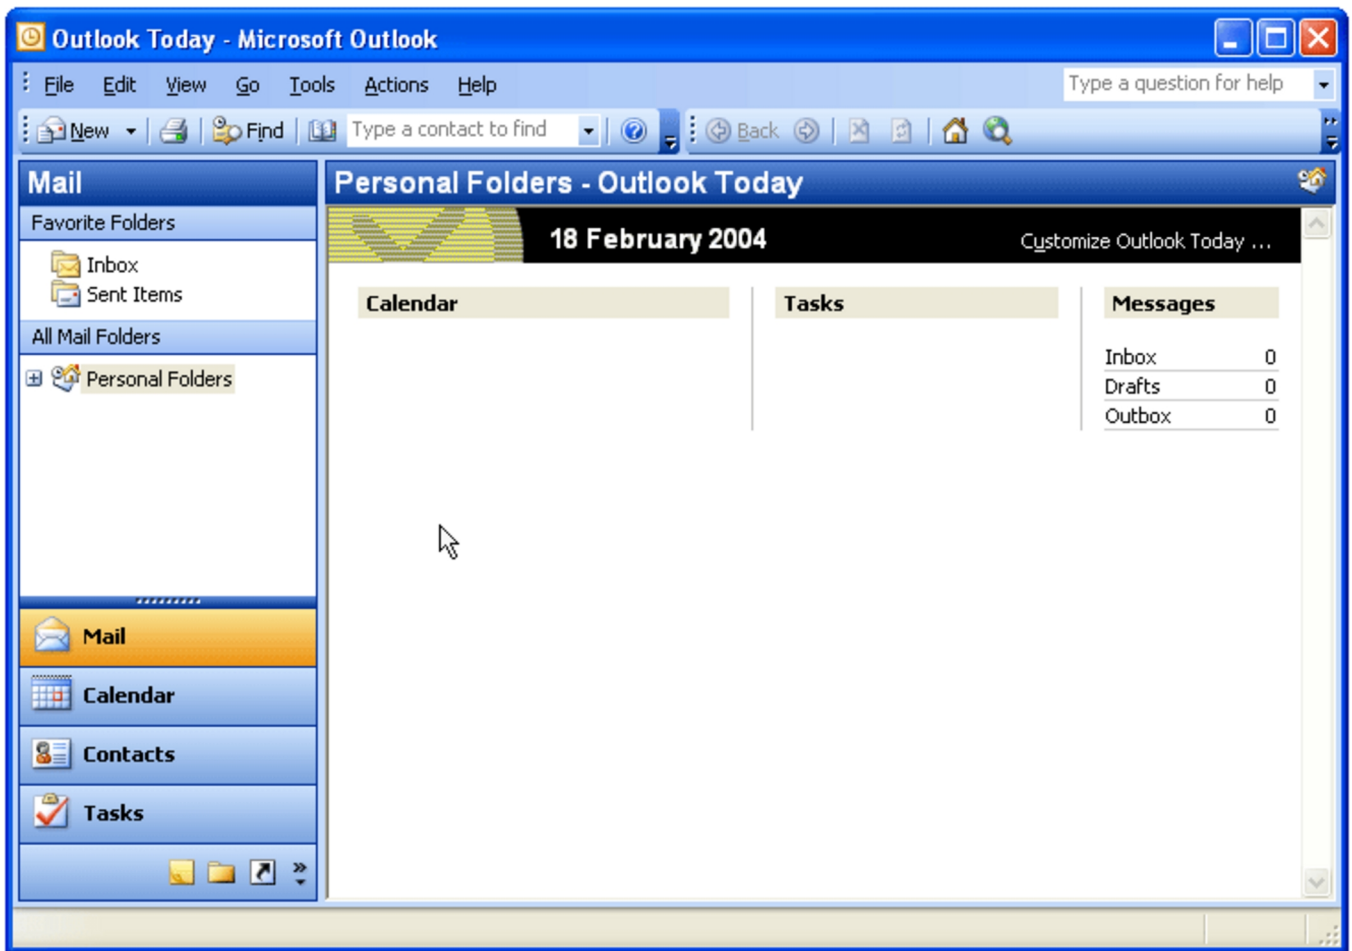 Outlook Today - Microsoft Outlook
File Edit View Go Tools Actions Help Type a question for help
New Find Type a contact to find Back
Mail
Personal Folders - Outlook Today
Favorite Folders
18 February 2004 Customize Outlook Today ...
Inbox
Sent Items
Calendar Tasks Messages
All Mail Folders
Inbox 0
Personal Folders
Drafts 0
Outbox 0
Mail
Calendar
Contacts
Tasks